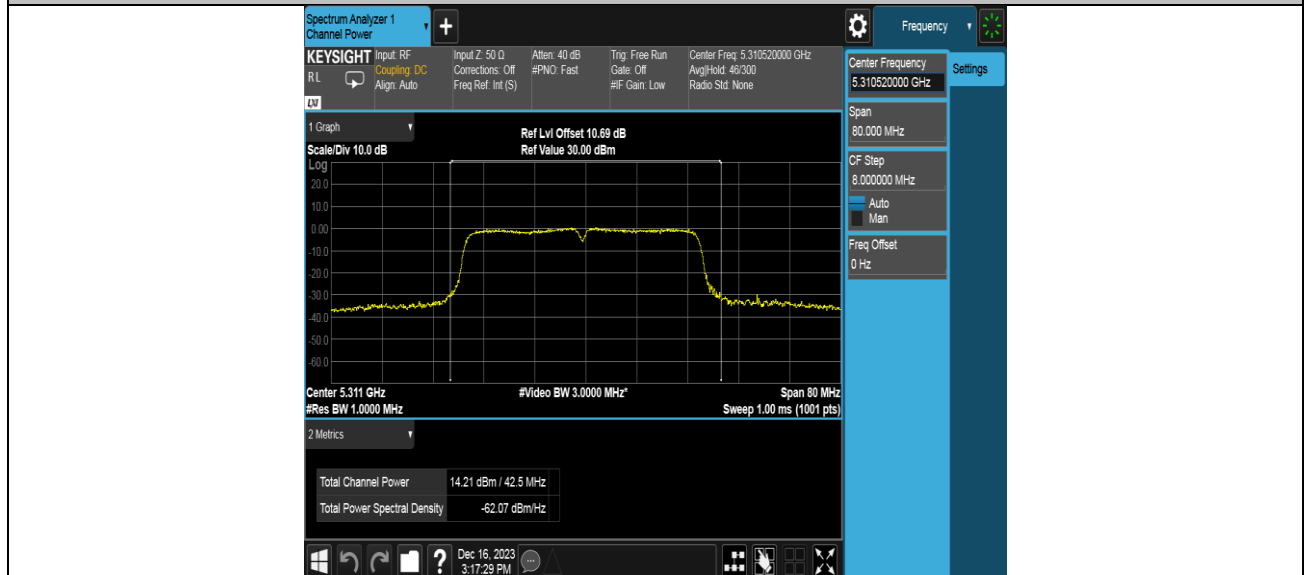 Spectrum Analyzer 1
Channel Power
+
Frequency
KEYSIGHT
RL
LXI
Input: RF
Coupling: DC
Align: Auto
Input Z: 50 Ω
Corrections: Off
Freq Ref: Int (S)
Atten: 40 dB
#PNO: Fast
Trig: Free Run
Gate: Off
#IF Gain: Low
Center Freq: 5.310520000 GHz
Avg|Hold: 46/300
Radio Std: None
Center Frequency
5.310520000 GHz
Settings
Span
80.000 MHz
CF Step
8.000000 MHz
Auto
Man
Freq Offset
0 Hz
1 Graph
Ref Lvl Offset 10.69 dB
Scale/Div 10.0 dB
Ref Value 30.00 dBm
Log
20.0
10.0
0.00
-10.0
-20.0
-30.0
-40.0
-50.0
-60.0
Center 5.311 GHz
#Video BW 3.0000 MHz*
Span 80 MHz
#Res BW 1.0000 MHz
Sweep 1.00 ms (1001 pts)
2 Metrics
Total Channel Power 14.21 dBm / 42.5 MHz
Total Power Spectral Density -62.07 dBm/Hz
?
Dec 16, 2023
3:17:29 PM